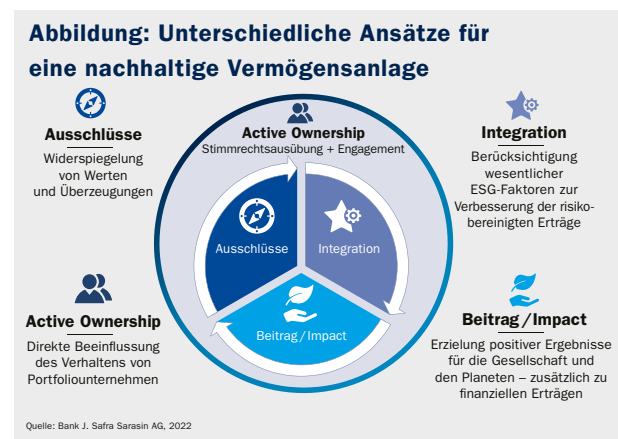 Abbildung: Unterschiedliche Ansätze für
eine nachhaltige Vermögensanlage
Ausschlüsse
Widerspiegelung
von Werten
und Überzeugungen
Active Ownership
Stimmrechtsausübung + Engagement
Integration
Berücksichtigung
wesentlicher
ESG-Faktoren zur
Verbesserung der risiko-
bereinigten Erträge
Ausschlüsse
Integration
Beitrag/Impact
Active Ownership
Direkte Beeinflussung
des Verhaltens von
Portfoliounternehmen
Beitrag/Impact
Erzielung positiver Ergebnisse
für die Gesellschaft und
den Planeten – zusätzlich zu
finanziellen Erträgen
Quelle: Bank J. Safra Sarasin AG, 2022